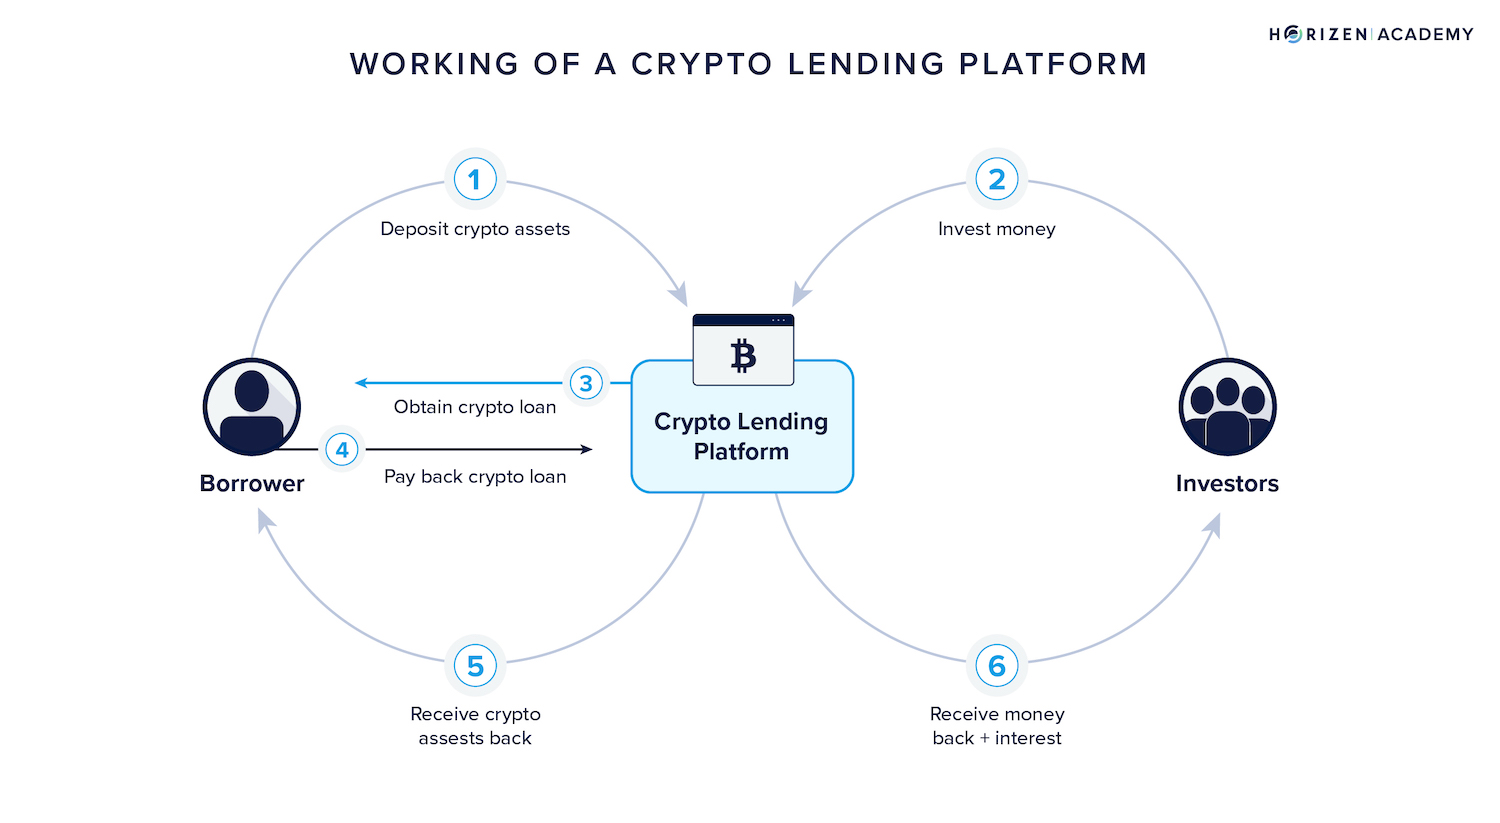 HORIZEN | ACADEMY
WORKING OF A CRYPTO LENDING PLATFORM
1
Deposit crypto assets
2
Invest money
3
Obtain crypto loan
4
Pay back crypto loan
Crypto Lending
Platform
Borrower
Investors
5
Receive crypto
assests back
6
Receive money
back + interest